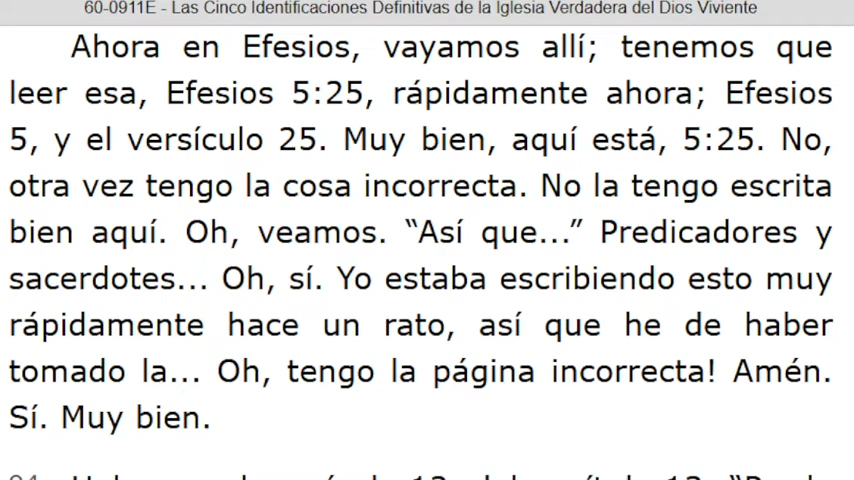 60-0911E - Las Cinco Identificaciones Definitivas de la Iglesia Verdadera del Dios Viviente
Ahora en Efesios, vayamos allí; tenemos que
leer esa, Efesios 5:25, rápidamente ahora; Efesios
5, y el versículo 25. Muy bien, aquí está, 5:25. No,
otra vez tengo la cosa incorrecta. No la tengo escrita
bien aquí. Oh, veamos. “Así que...” Predicadores y
sacerdotes... Oh, sí. Yo estaba escribiendo esto muy
rápidamente hace un rato, así que he de haber
tomado la... Oh, tengo la página incorrecta! Amén.
Sí. Muy bien.